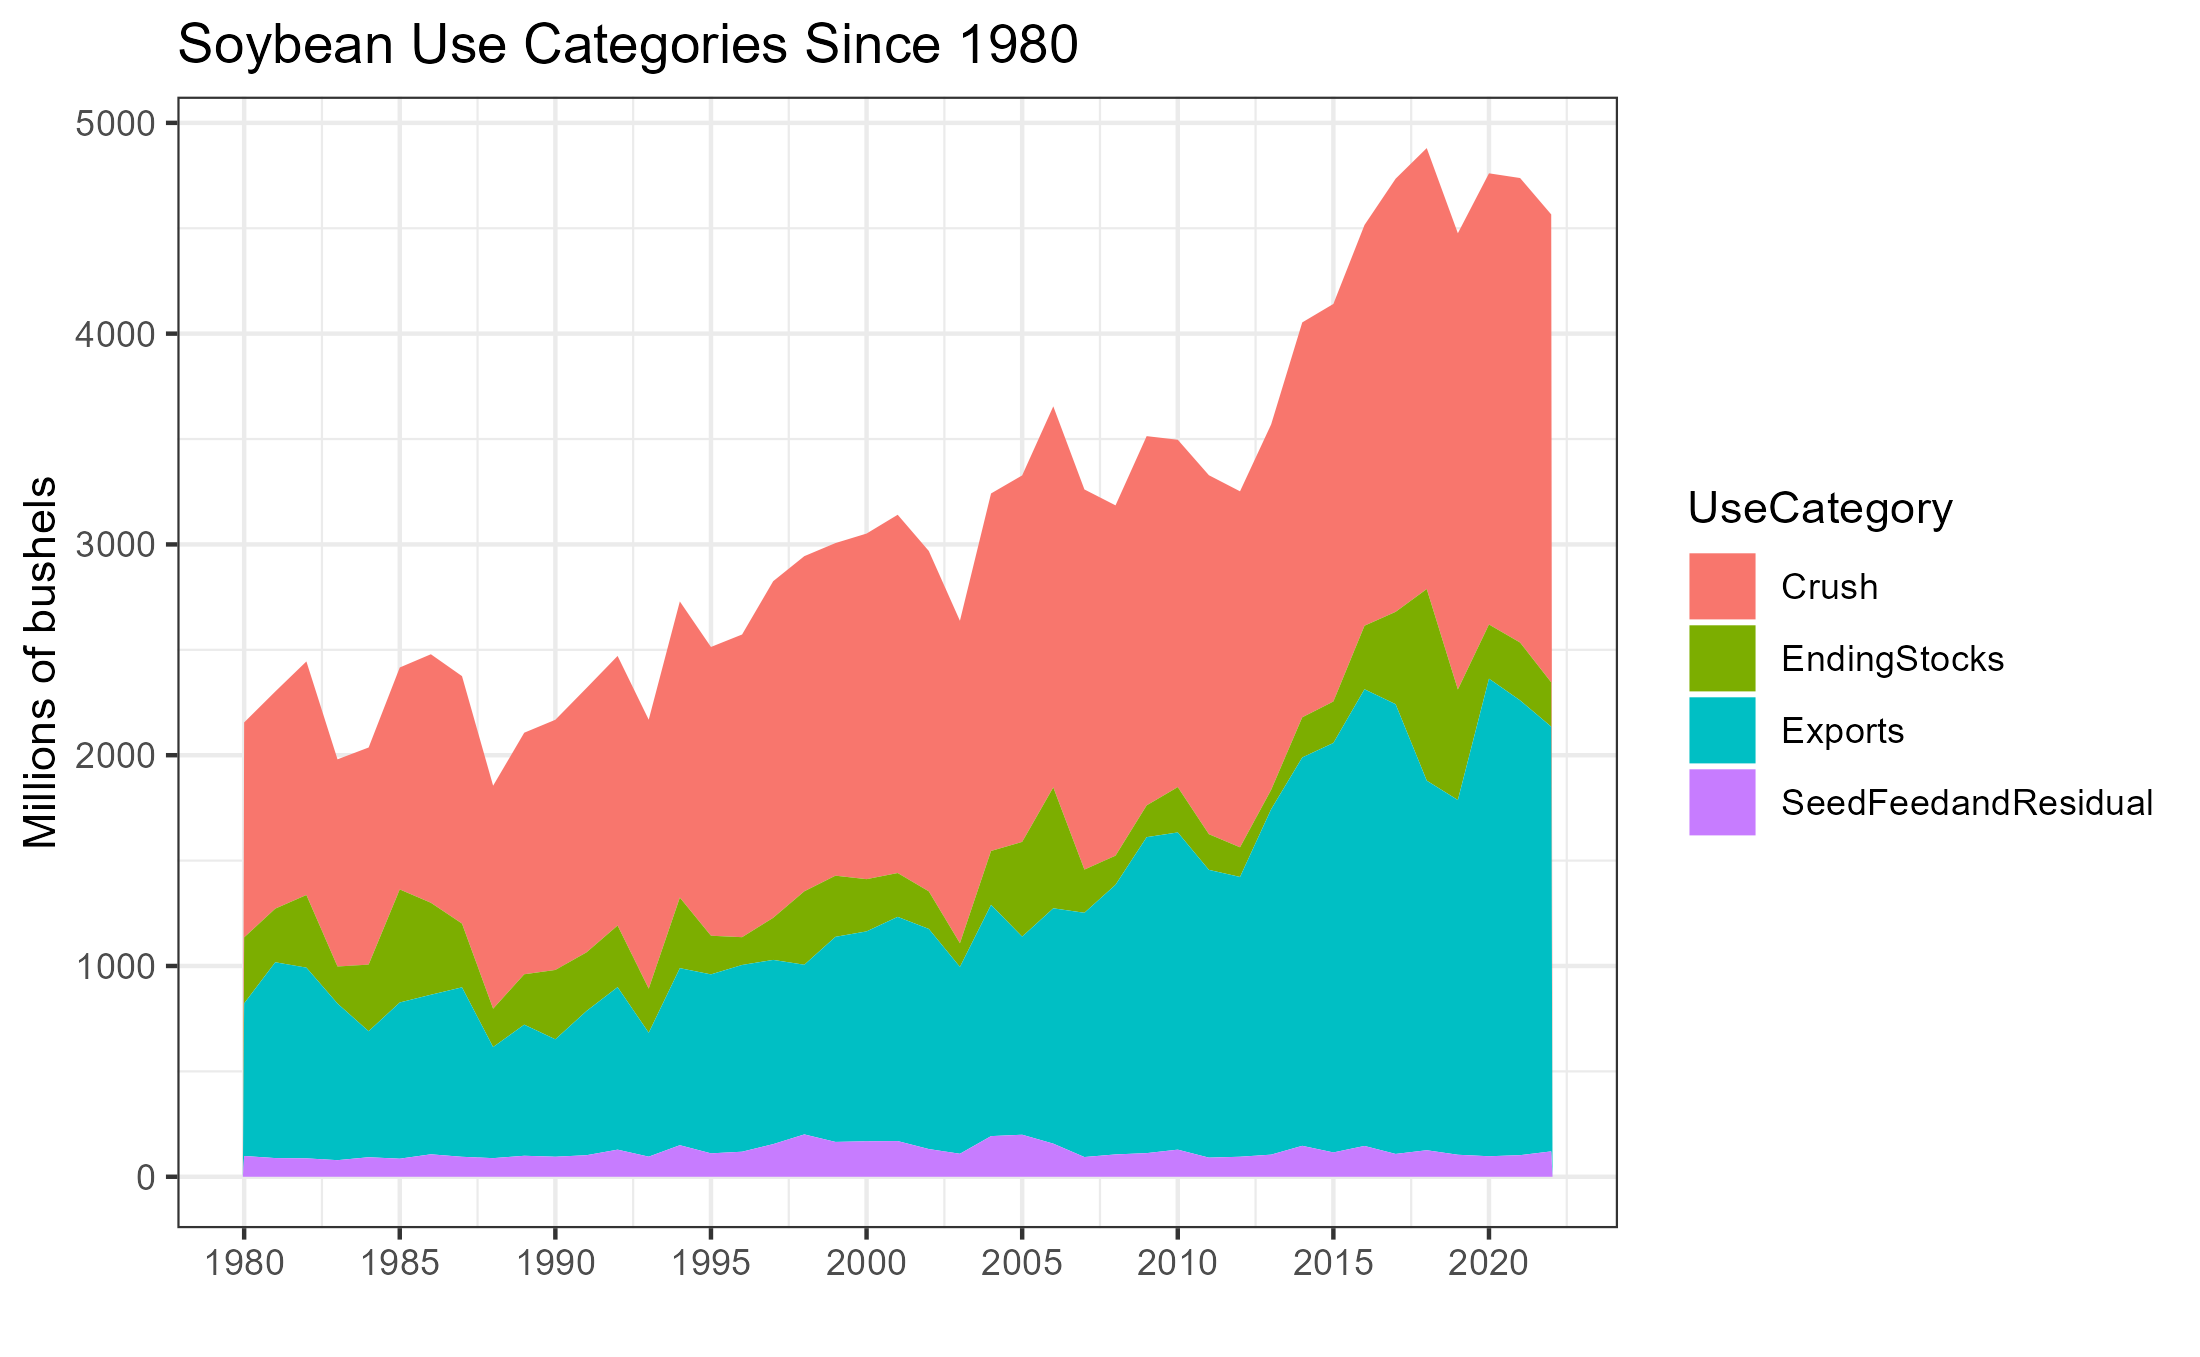 Soybean Use Categories Since 1980
Millions of bushels
5000
4000
3000
2000
1000
0
1980 1985 1990 1995 2000 2005 2010 2015 2020
UseCategory
Crush
EndingStocks
Exports
SeedFeedandResidual